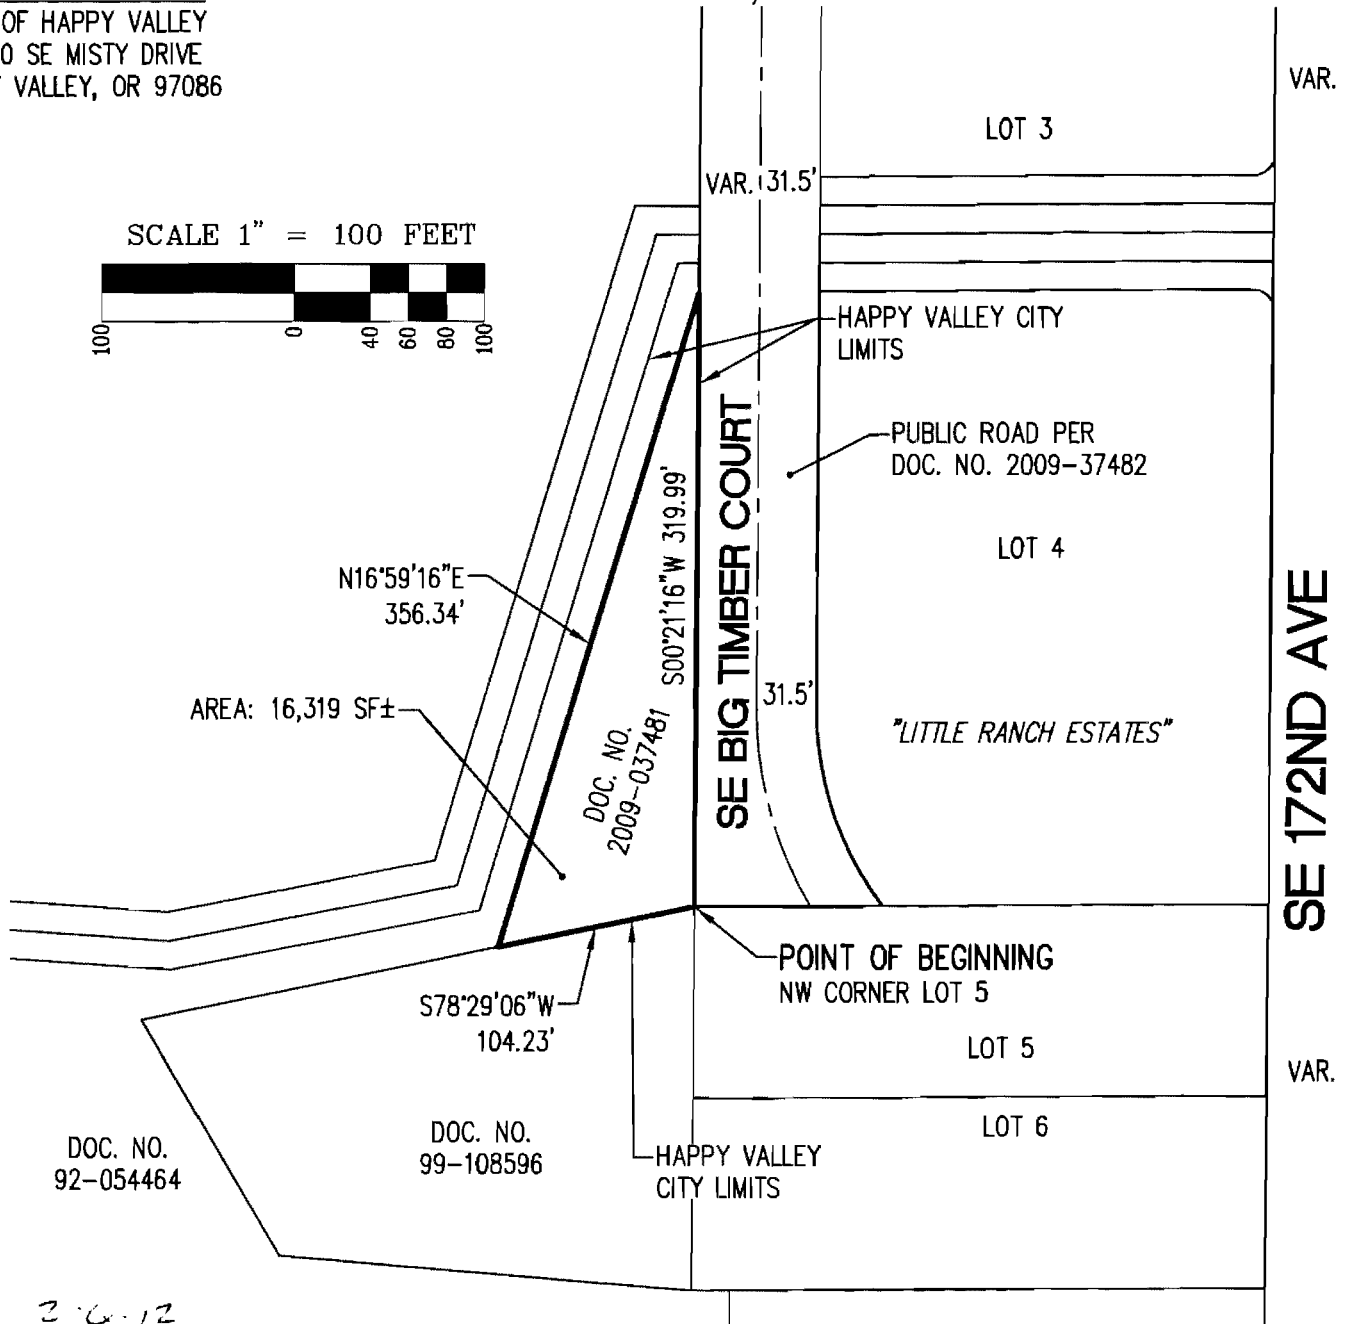 OF HAPPY VALLEY
0 SE MISTY DRIVE
VALLEY, OR 97086
VAR.
LOT 3
VAR. 31.5'
SCALE 1" = 100 FEET
100 0 40 60 80 100
HAPPY VALLEY CITY
LIMITS
PUBLIC ROAD PER
DOC. NO. 2009-37482
SE BIG TIMBER COURT
S00°21'16"W 319.99'
LOT 4
N16°59'16"E
356.34'
SE 172ND AVE
31.5'
AREA: 16,319 SF±
"LITTLE RANCH ESTATES"
DOC. NO.
2009-037481
POINT OF BEGINNING
NW CORNER LOT 5
S78°29'06"W
104.23'
LOT 5
VAR.
LOT 6
DOC. NO.
92-054464
DOC. NO.
99-108596
HAPPY VALLEY
CITY LIMITS